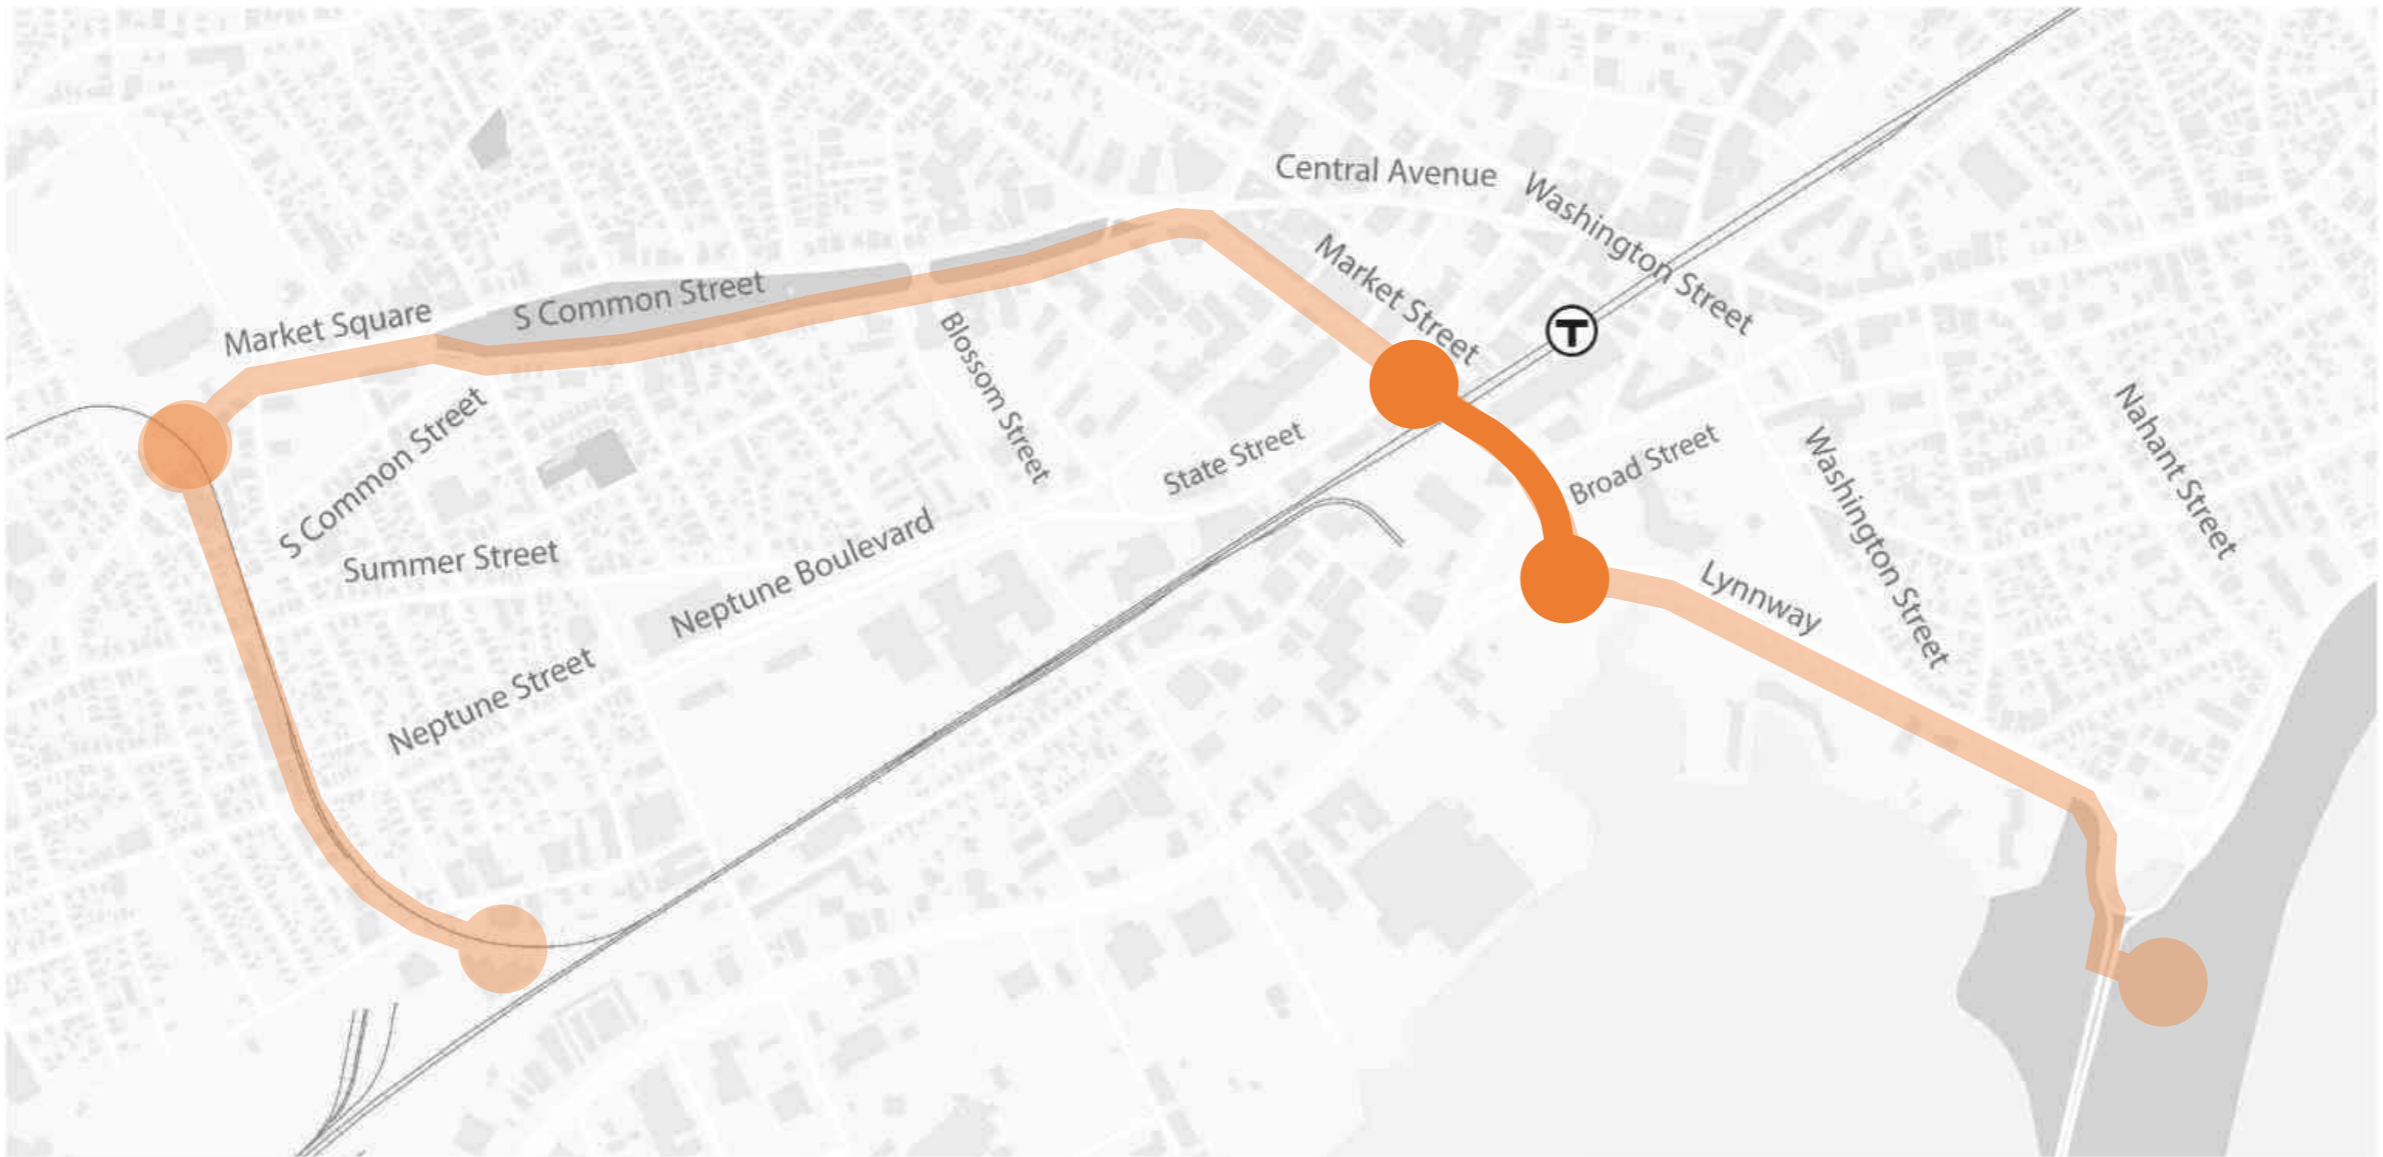 Central Avenue
Washington Street
Market Street
Market Square
S Common Street
T
Blossom Street
S Common Street
State Street
Broad Street
Nahant Street
Washington Street
Summer Street
Neptune Boulevard
Lynnway
Neptune Street